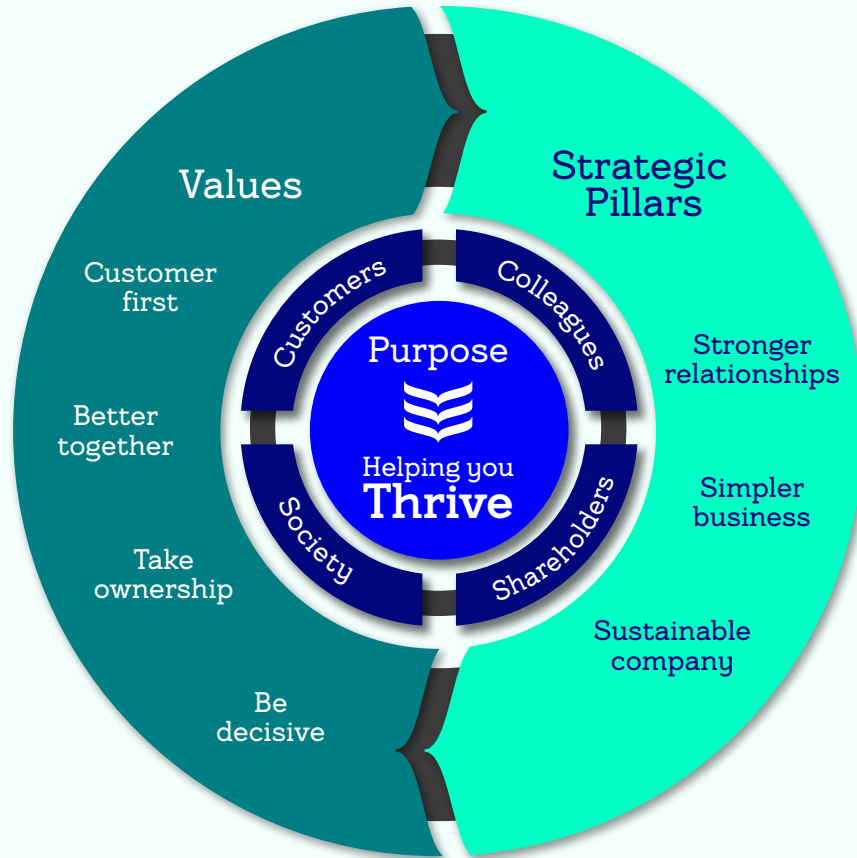 Values
Customer
first
Better
together
Take
ownership
Be
decisive
Strategic
Pillars
Stronger
relationships
Simpler
business
Sustainable
company
Customers
Colleagues
Society
Shareholders
Purpose
Helping you
Thrive